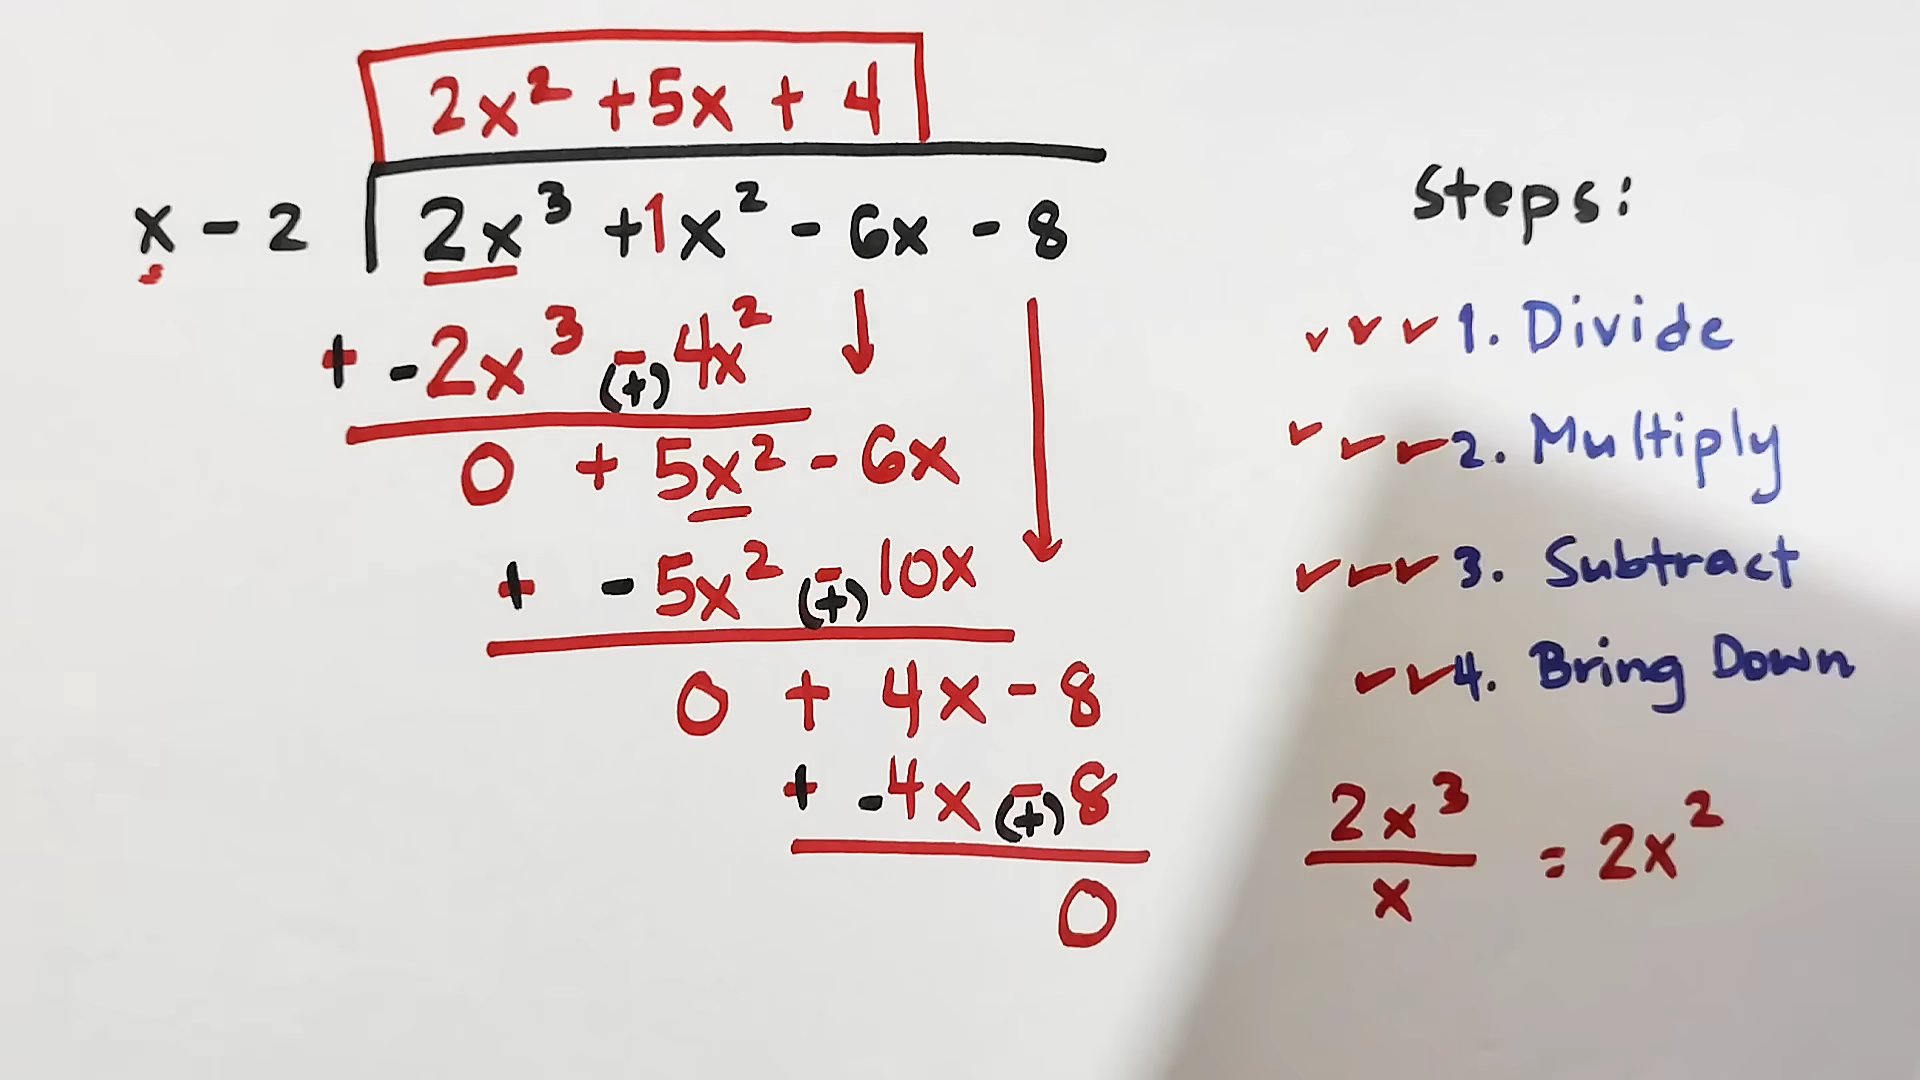 2x² + 5x + 4
x - 2 2x³ + 1x² - 6x - 8
+ - 2x³ - (+) 4x²
0 + 5x² - 6x
+ - 5x² - (+) 10x
0 + 4x - 8
+ - 4x - (+) 8
0
Steps:
1. Divide
2. Multiply
3. Subtract
4. Bring Down
2x³
x
= 2x²